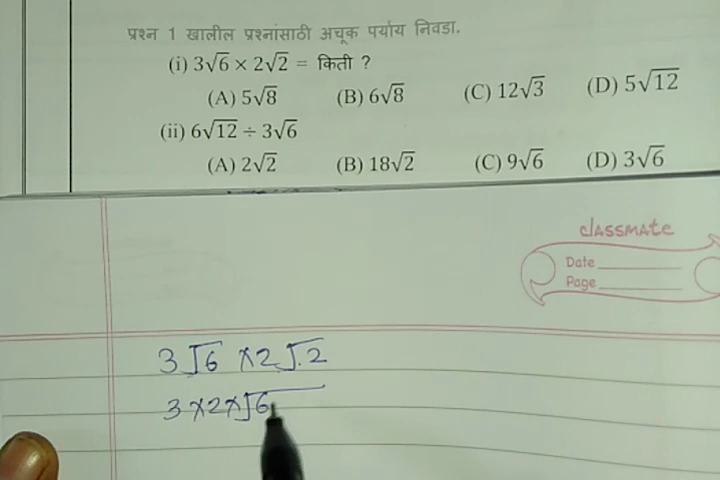 प्रश्न 1 खालील प्रश्नांसाठी अचूक पर्याय निवडा.
(i) 3√6 × 2√2 = किती ?
(A) 5√8 (B) 6√8 (C) 12√3 (D) 5√12
(ii) 6√12 ÷ 3√6
(A) 2√2 (B) 18√2 (C) 9√6 (D) 3√6
classmate
Date
Page
3√6 × 2√2
3×2×√6